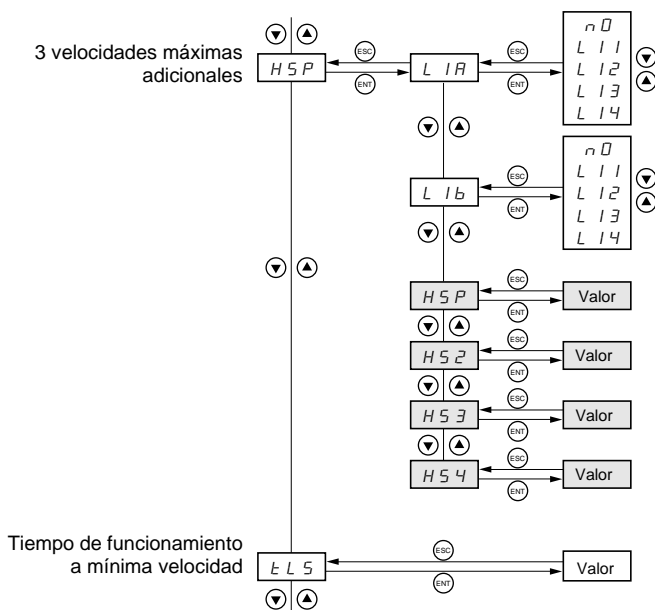 3 velocidades máximas
adicionales
HSP
ESC
ENT
LIA
ESC
ENT
nO
LI1
LI2
LI3
LI4
LIb
ESC
ENT
nO
LI1
LI2
LI3
LI4
HSP
ESC
ENT
Valor
HS2
ESC
ENT
Valor
HS3
ESC
ENT
Valor
HS4
ESC
ENT
Valor
Tiempo de funcionamiento
a mínima velocidad
tLS
ESC
ENT
Valor